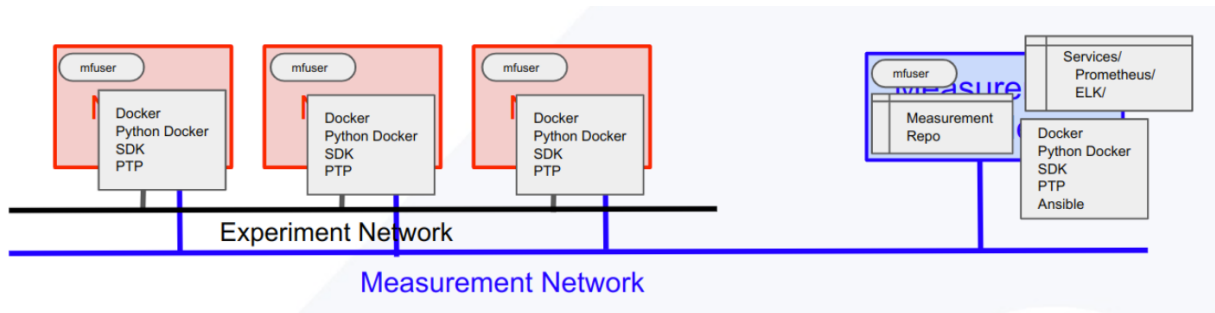 mfuser
N
Docker
Python Docker
SDK
PTP
mfuser
N
Docker
Python Docker
SDK
PTP
mfuser
N
Docker
Python Docker
SDK
PTP
mfuser
Measure
Measurement
Repo
Services/
Prometheus/
ELK/
Docker
Python Docker
SDK
PTP
Ansible
Experiment Network
Measurement Network